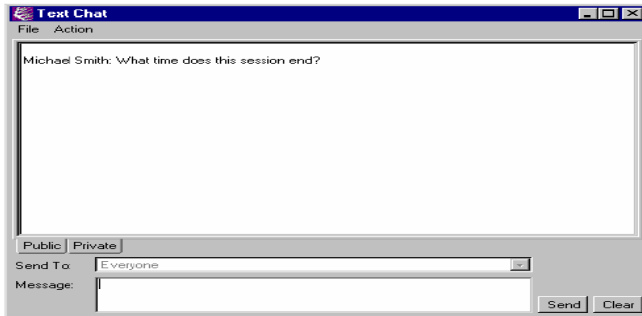 Text Chat
File Action
Michael Smith: What time does this session end?
Public Private
Send To: Everyone
Message:
Send Clear